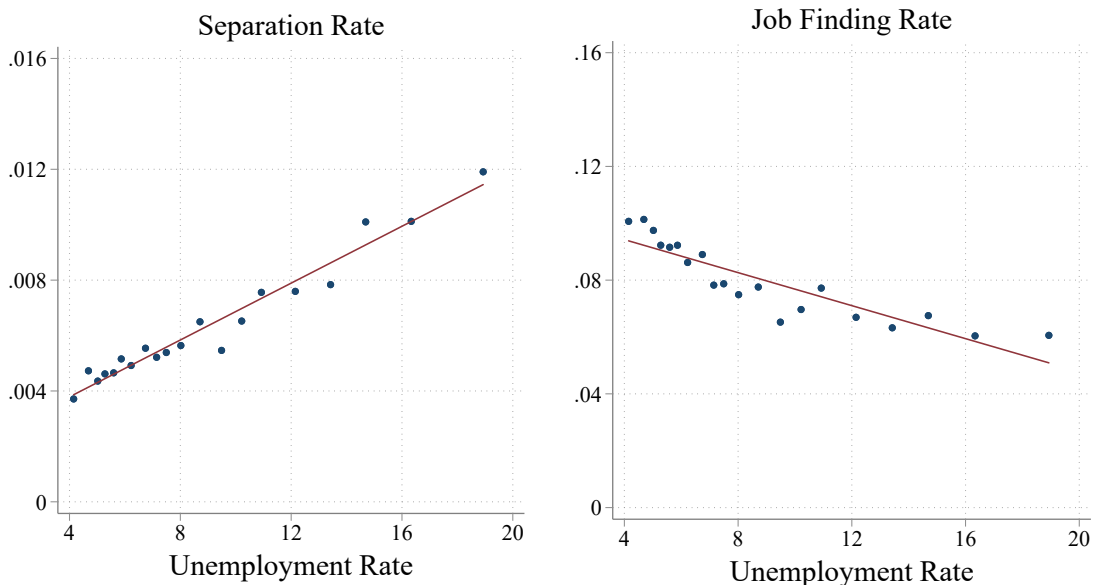 Separation Rate
.016
.012
.008
.004
0
4 8 12 16 20
Unemployment Rate
Job Finding Rate
.16
.12
.08
.04
0
4 8 12 16 20
Unemployment Rate